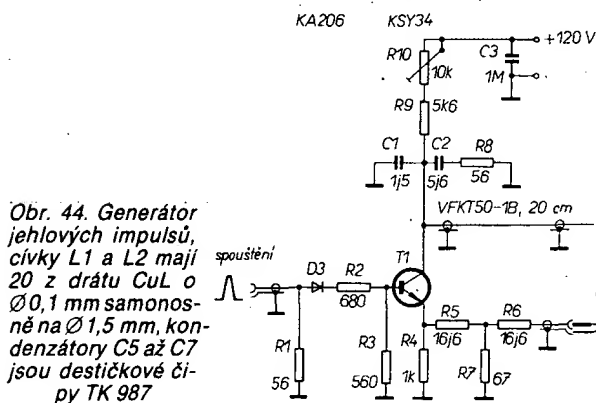 KA206 KSY34
+120 V
R10
10k
C3
1M
R9
5k6
C1
1j5
C2
5j6
R8
56
VFKT50-1B, 20 cm
Obr. 44. Generátor
jehlových impulsů,
cívky L1 a L2 mají
20 z drátu CuL o
Ø 0,1 mm samonos-
ně na Ø 1,5 mm, kon-
denzátory C5 až C7
jsou destičkové či-
py TK 987
spouštění
D3
R2
680
T1
R1
56
R3
560
R4
1k
R5
16j6
R6
16j6
R7
67